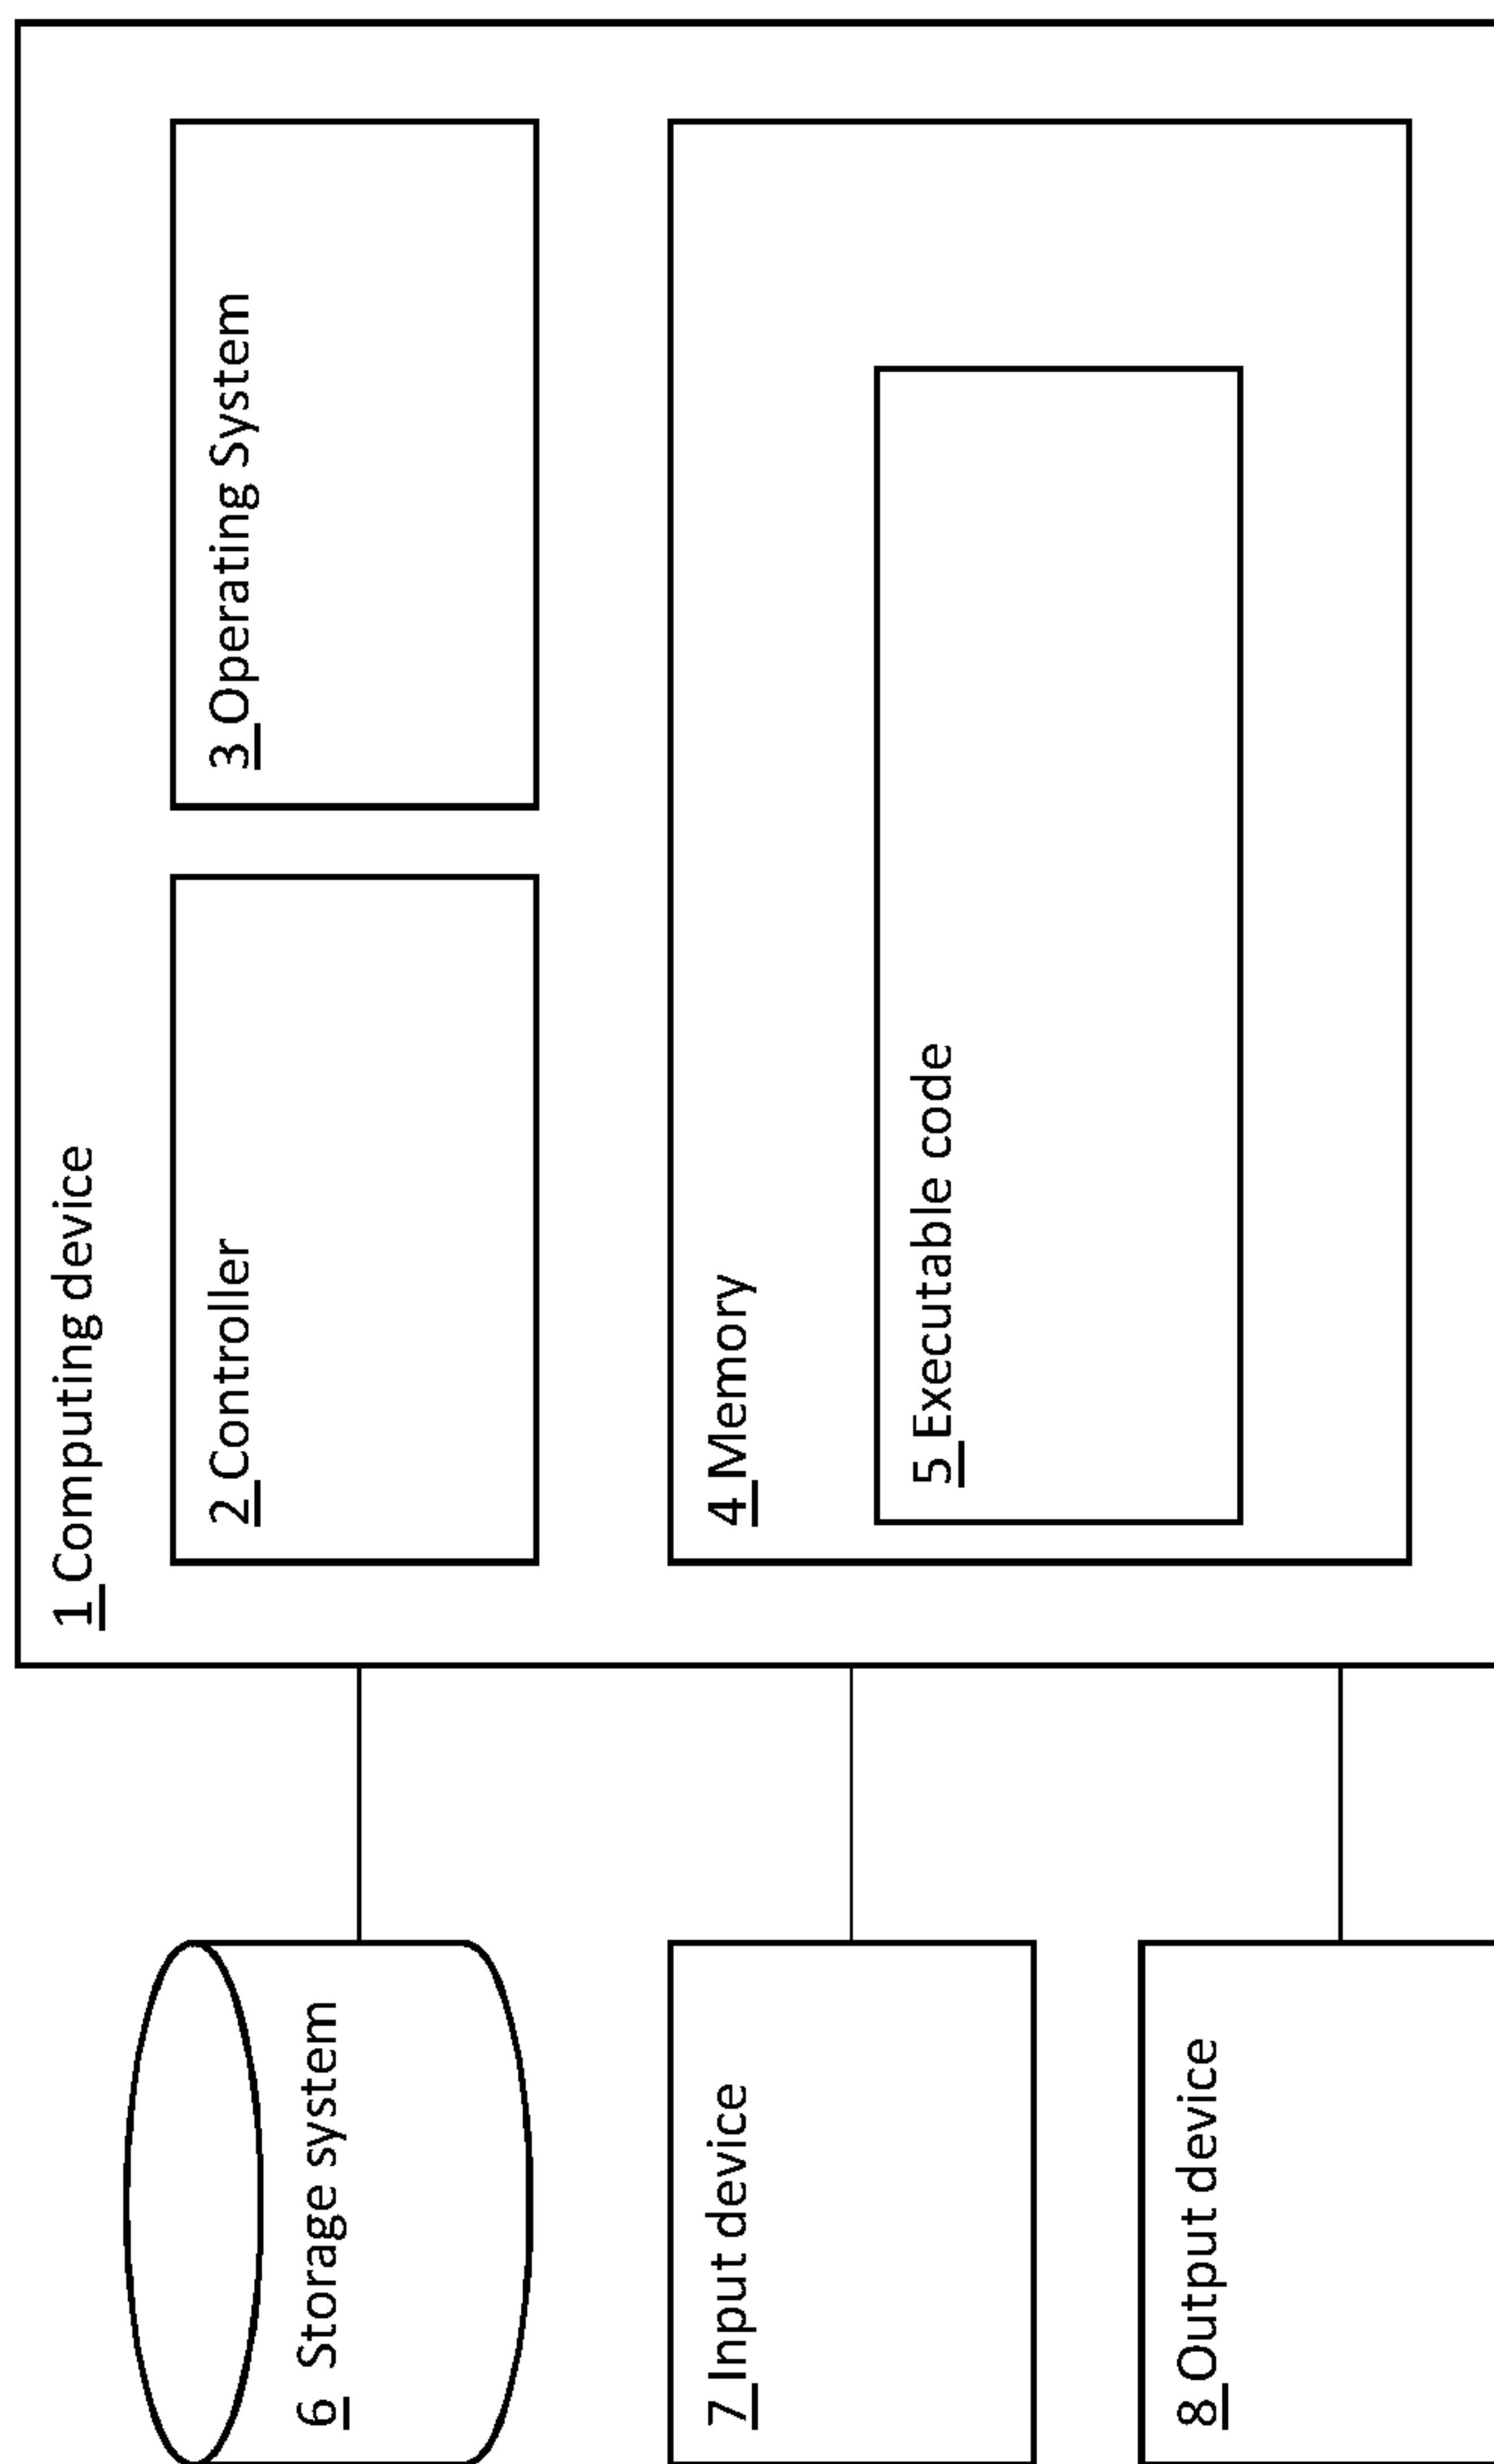 1 Computing device
2 Controller
3 Operating System
4 Memory
5 Executable code
6 Storage system
7 Input device
8 Output device